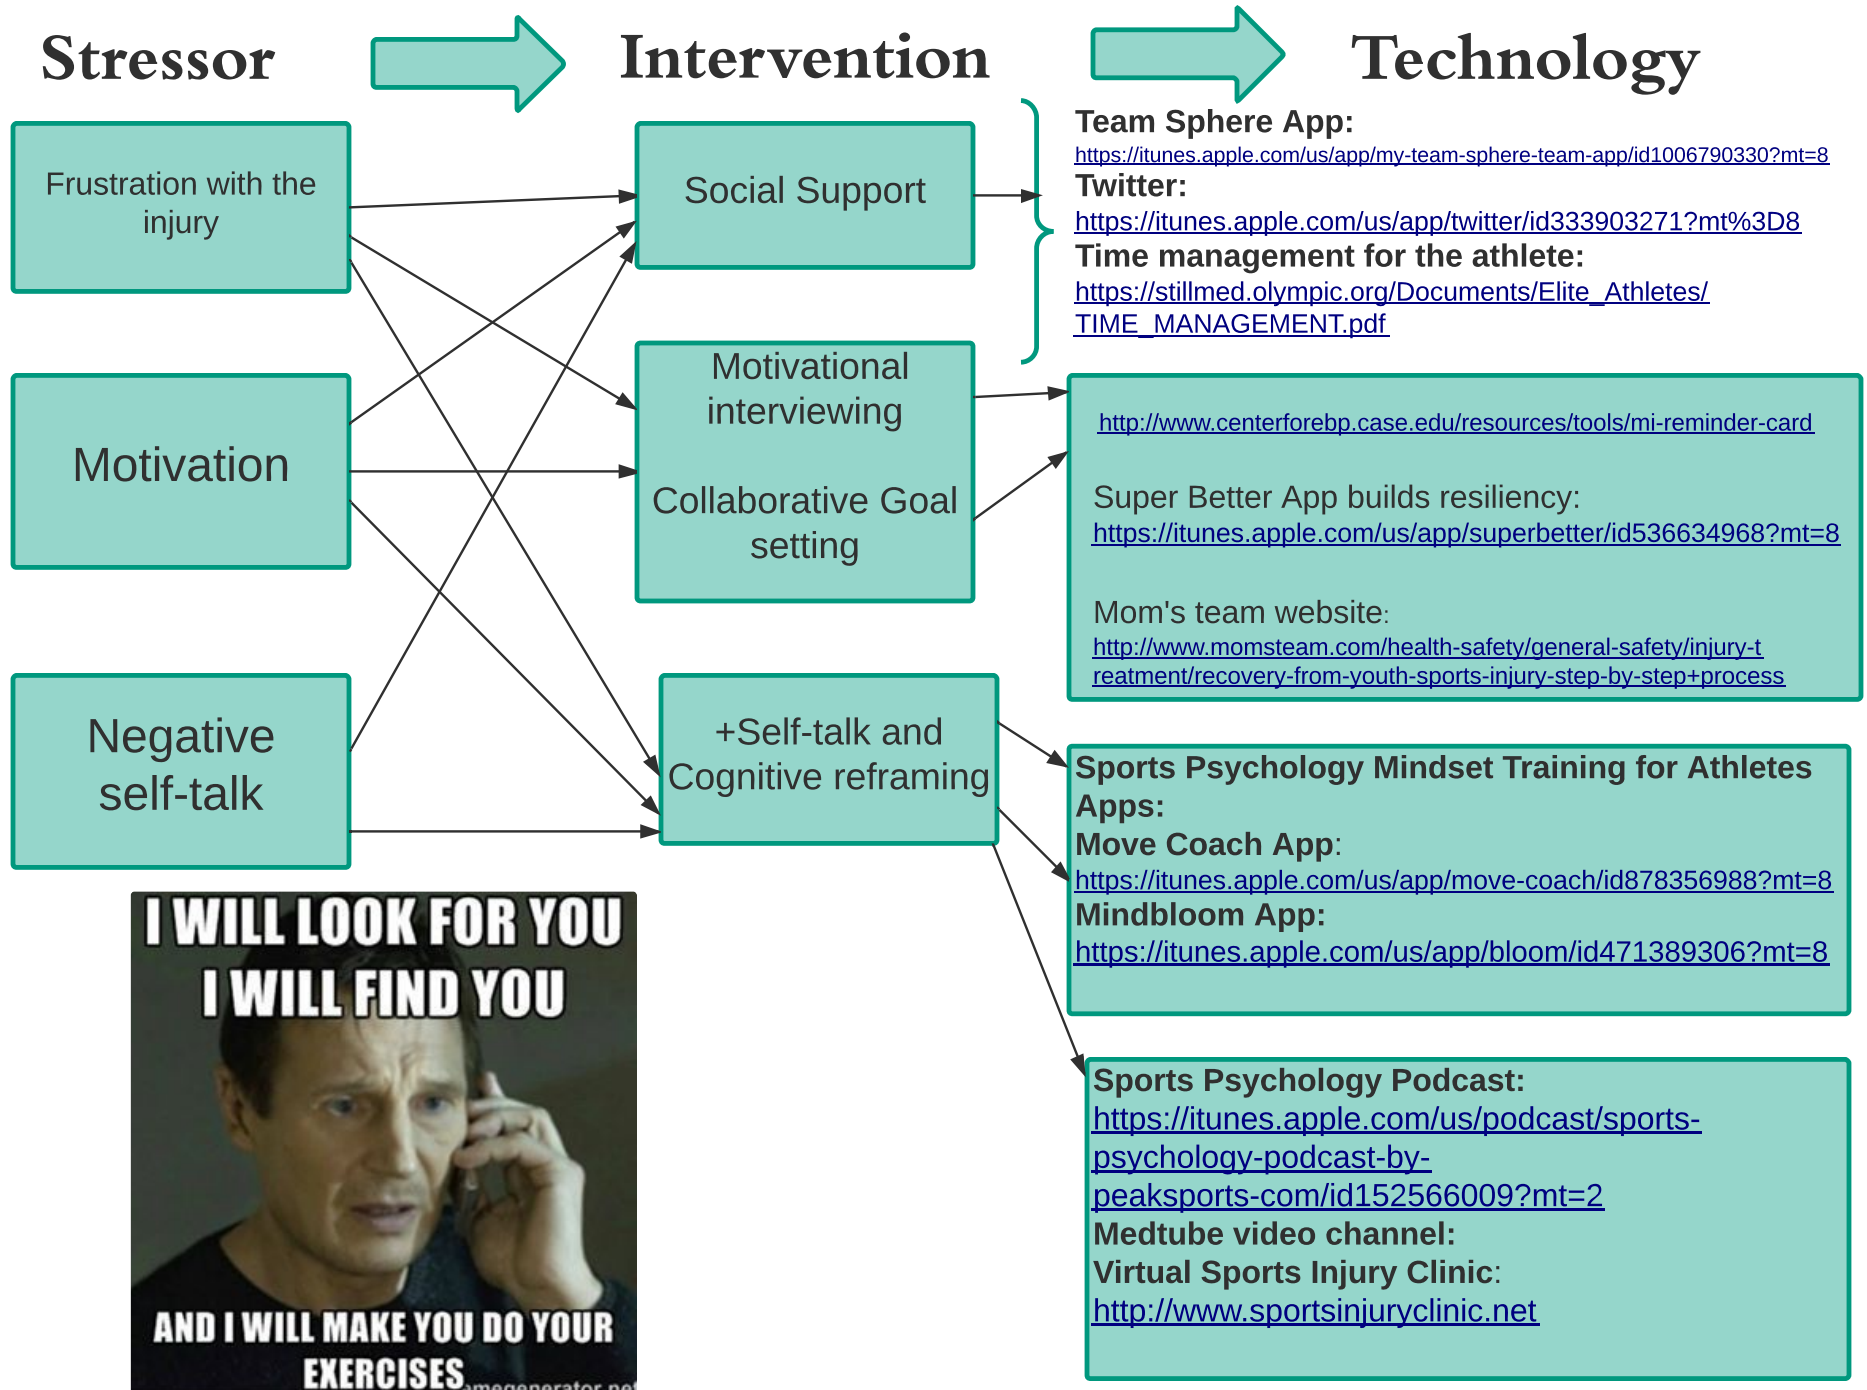 Stressor
Intervention
Technology
Frustration with the
injury
Motivation
Negative
self-talk
Social Support
Motivational
interviewing
Collaborative Goal
setting
+Self-talk and
Cognitive reframing
Team Sphere App:
https://itunes.apple.com/us/app/my-team-sphere-team-app/id1006790330?mt=8
Twitter:
https://itunes.apple.com/us/app/twitter/id333903271?mt%3D8
Time management for the athlete:
https://stillmed.olympic.org/Documents/Elite_Athletes/
TIME_MANAGEMENT.pdf
http://www.centerforebp.case.edu/resources/tools/mi-reminder-card
Super Better App builds resiliency:
https://itunes.apple.com/us/app/superbetter/id536634968?mt=8
Mom's team website:
http://www.momsteam.com/health-safety/general-safety/injury-t
reatment/recovery-from-youth-sports-injury-step-by-step+process
Sports Psychology Mindset Training for Athletes
Apps:
Move Coach App:
https://itunes.apple.com/us/app/move-coach/id878356988?mt=8
Mindbloom App:
https://itunes.apple.com/us/app/bloom/id471389306?mt=8
Sports Psychology Podcast:
https://itunes.apple.com/us/podcast/sports-
psychology-podcast-by-
peaksports-com/id152566009?mt=2
Medtube video channel:
Virtual Sports Injury Clinic:
http://www.sportsinjuryclinic.net
I WILL LOOK FOR YOU
I WILL FIND YOU
AND I WILL MAKE YOU DO YOUR
EXERCISES